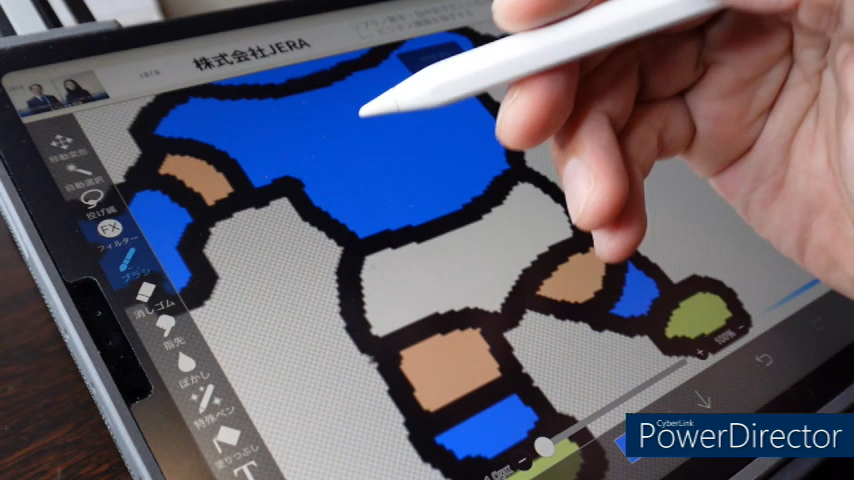 JERA
株式会社JERA
移動変形
自動選択
投げ縄
FX
フィルター
ブラシ
消しゴム
指先
ぼかし
特殊ペン
塗りつぶし
T
100%
CyberLink
PowerDirector